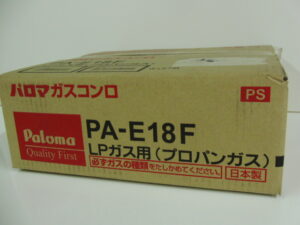 パロマガスコンロ
PS
Paloma
Quality First
PA-E18F
LPガス用(プロパンガス)
必ずガスの種類をたしかめてください。
日本製